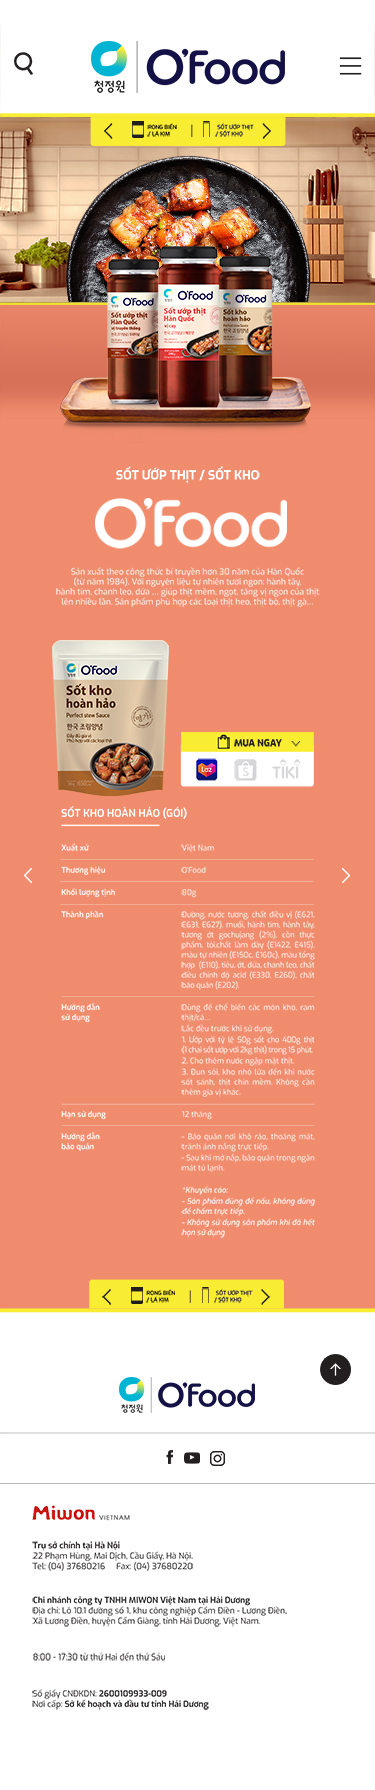 청정원
O'Food
RONG BIỂN
/ LÁ KIM
SỐT ƯỚP THỊT
/ SỐT KHO
O'Food
Sốt ướp thịt
Hàn Quốc
vị truyền thống
O'Food
Sốt ướp thịt
Hàn Quốc
vị cay
O'Food
Sốt kho
hoàn hảo
Perfect stew Sauce
SỐT ƯỚP THỊT / SỐT KHO
O'Food
Sản xuất theo công thức bí truyền hơn 30 năm của Hàn Quốc
(từ năm 1984). Với nguyên liệu tự nhiên tươi ngon: hành tây,
hành tím, chanh leo, dứa ... giúp thịt mềm, ngọt, tăng vị ngon của thịt
lên nhiều lần. Sản phẩm phù hợp các loại thịt heo, thịt bò, thịt gà...
O'Food
Sốt kho
hoàn hảo
Perfect stew Sauce
한국 조림양념
Đầy đủ gia vị
Phù hợp với các loại thịt
MUA NGAY
Laz
TIKI
SỐT KHO HOÀN HẢO (GÓI)
Xuất xứ
Việt Nam
Thương hiệu
O'Food
Khối lượng tịnh
80g
Thành phần
Đường, nước tương, chất điều vị (E621,
E631, E627), muối, hành tím, hành tây,
tương ớt gochujang (2%), cồn thực
phẩm, tỏi,chất làm dày (E1422, E415),
màu tự nhiên (E150c, E160c), màu tổng
hợp (E110), tiêu, ớt, dứa, chanh leo, chất
điều chỉnh độ acid (E330, E260), chất
bảo quản (E202).
Hướng dẫn
sử dụng
Dùng để chế biến các món kho, ram
thịt/cá...
Lắc đều trước khi sử dụng.
1. Ướp với tỷ lệ 50g sốt cho 400g thịt
(1 chai sốt ướp với 2kg thịt) trong 15 phút.
2. Cho thêm nước ngập mặt thịt.
3. Đun sôi, kho nhỏ lửa đến khi nước
sốt sánh, thịt chín mềm. Không cần
thêm gia vị khác.
Hạn sử dụng
12 tháng
Hướng dẫn
bảo quản
- Bảo quản nơi khô ráo, thoáng mát,
tránh ánh nắng trực tiếp.
- Sau khi mở nắp, bảo quản trong ngăn
mát tủ lạnh.
*Khuyến cáo:
- Sản phẩm dùng để nấu, không dùng
để chấm trực tiếp.
- Không sử dụng sản phẩm khi đã hết
hạn sử dụng
RONG BIỂN
/ LÁ KIM
SỐT ƯỚP THỊT
/ SỐT KHO
청정원
O'Food
Miwon VIETNAM
Trụ sở chính tại Hà Nội
22 Phạm Hùng, Mai Dịch, Cầu Giấy, Hà Nội.
Tel: (04) 37680216 Fax: (04) 37680220
Chi nhánh công ty TNHH MIWON Việt Nam tại Hải Dương
Địa chỉ: Lô 10.1 đường số 1, khu công nghiệp Cẩm Điền - Lương Điền,
Xã Lương Điền, huyện Cẩm Giàng, tỉnh Hải Dương, Việt Nam.
8:00 - 17:30 từ thứ Hai đến thứ Sáu
Số giấy CNĐKDN: 2600109933-009
Nơi cấp: Sở kế hoạch và đầu tư tỉnh Hải Dương